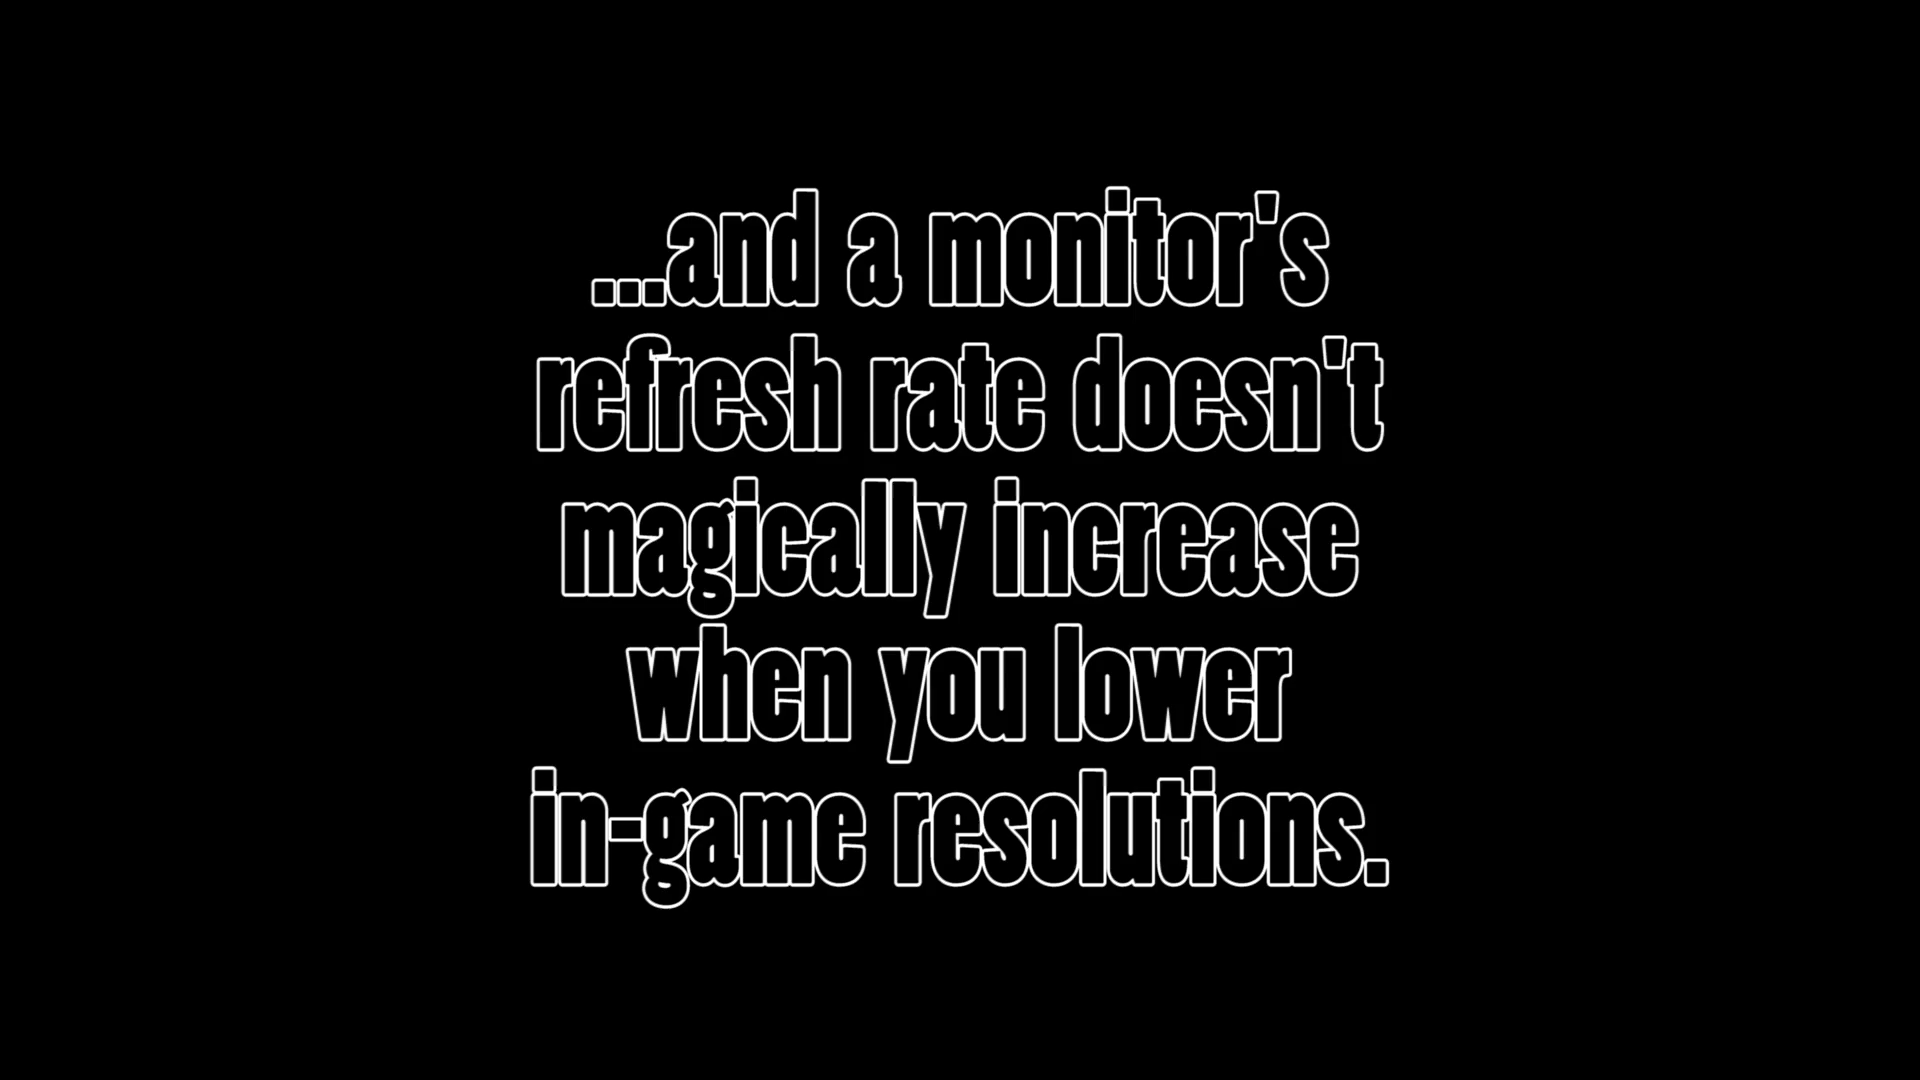 ...and a monitor's
refresh rate doesn't
magically increase
when you lower
in-game resolutions.